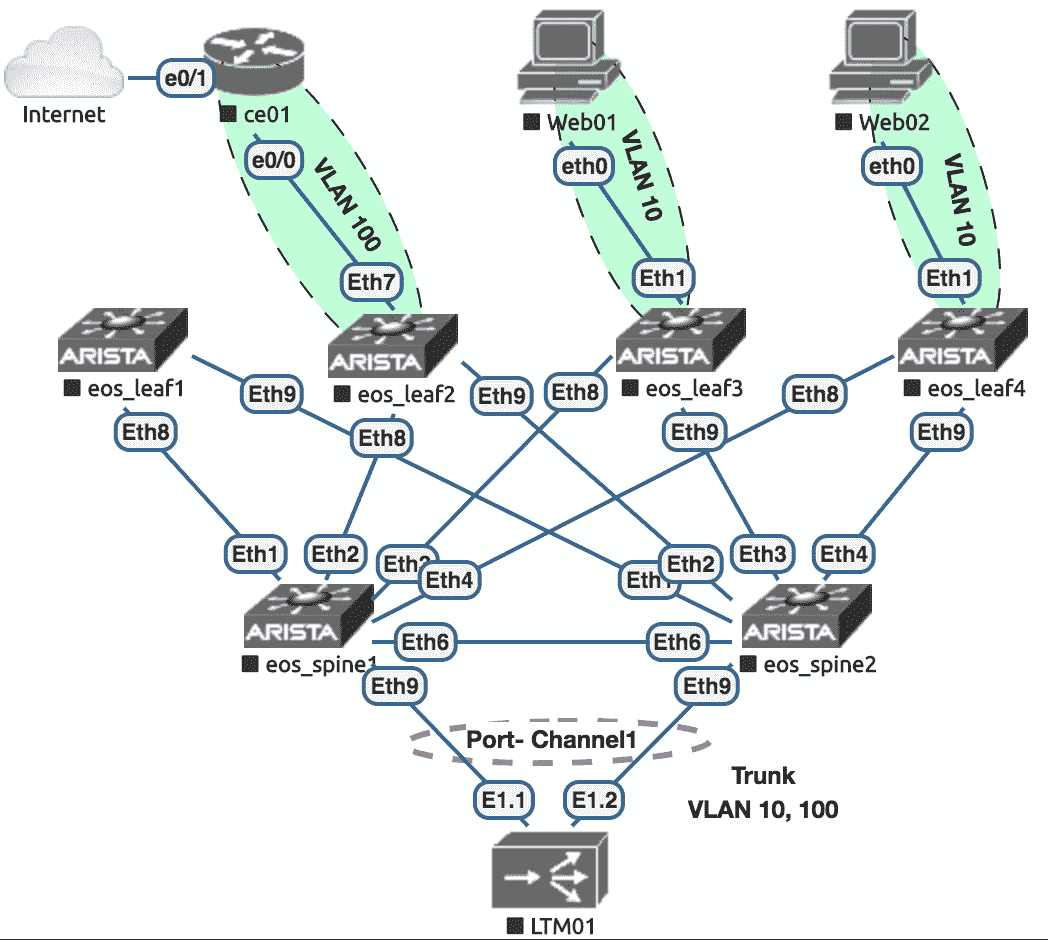 Internet
e0/1
ce01
e0/0
VLAN 100
Eth7
Web01
eth0
VLAN 10
Eth1
Web02
eth0
VLAN 10
Eth1
ARISTA
eos_leaf1
ARISTA
eos_leaf2
ARISTA
eos_leaf3
ARISTA
eos_leaf4
Eth9
Eth9
Eth8
Eth8
Eth8
Eth8
Eth9
Eth9
Eth1
Eth2
Eth3
Eth4
Eth1
Eth2
Eth3
Eth4
ARISTA
eos_spine1
ARISTA
eos_spine2
Eth6
Eth6
Eth9
Eth9
Port- Channel1
Trunk
VLAN 10, 100
E1.1
E1.2
LTM01